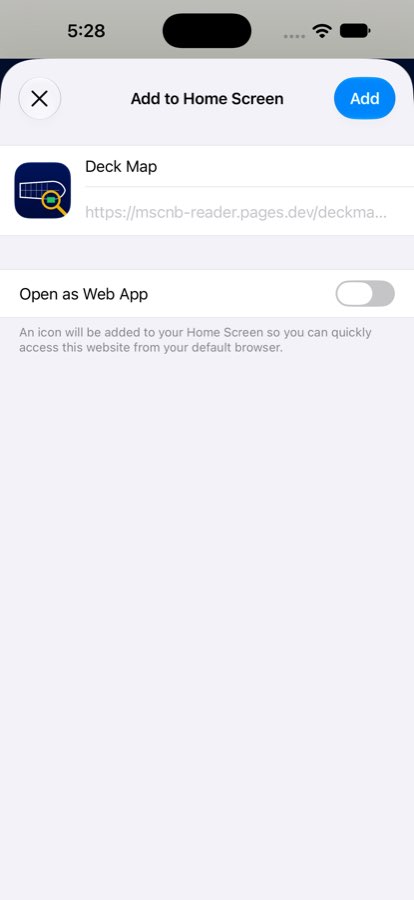 5:28
Add to Home Screen
Add
Deck Map
https://mscnb-reader.pages.dev/deckma...
Open as Web App
An icon will be added to your Home Screen so you can quickly
access this website from your default browser.